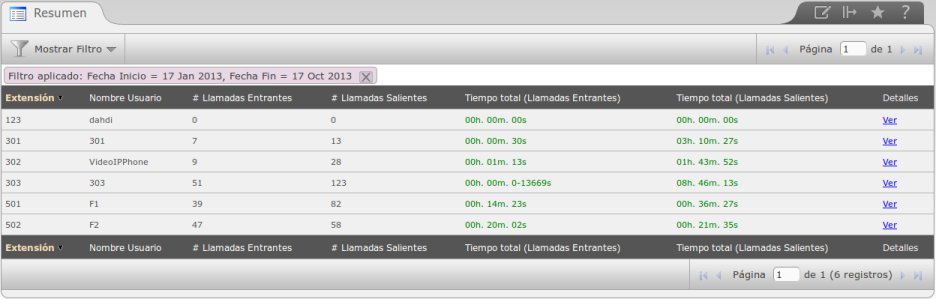 Resumen
Mostrar Filtro
Página 1 de 1
Filtro aplicado: Fecha Inicio = 17 Jan 2013, Fecha Fin = 17 Oct 2013 X
Extensión Nombre Usuario # Llamadas Entrantes # Llamadas Salientes Tiempo total (Llamadas Entrantes) Tiempo total (Llamadas Salientes) Detalles
123 dahdi 0 0 00h. 00m. 00s 00h. 00m. 00s Ver
301 301 7 13 00h. 00m. 30s 03h. 10m. 27s Ver
302 VideoIPPhone 9 28 00h. 01m. 13s 01h. 43m. 52s Ver
303 303 51 123 00h. 00m. 0-13669s 08h. 46m. 13s Ver
501 F1 39 82 00h. 14m. 23s 00h. 36m. 27s Ver
502 F2 47 58 00h. 20m. 02s 00h. 21m. 35s Ver
Extensión Nombre Usuario # Llamadas Entrantes # Llamadas Salientes Tiempo total (Llamadas Entrantes) Tiempo total (Llamadas Salientes) Detalles
Página 1 de 1 (6 registros)